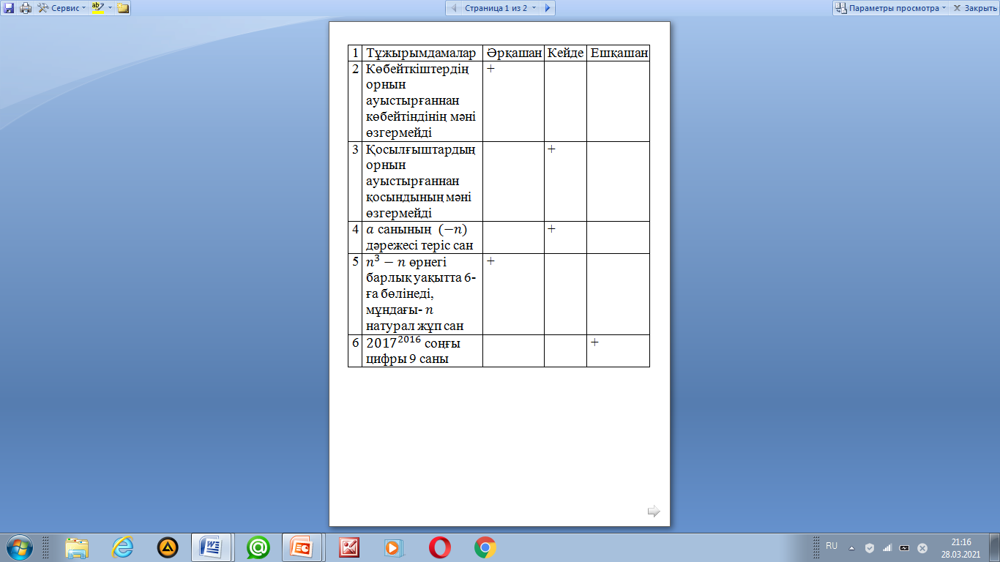 Сервис
Страница 1 из 2
Параметры просмотра
Закрыть
1 Тұжырымдамалар Әрқашан Кейде Ешқашан
2 Көбейткіштердің +
орнын
ауыстырғаннан
көбейтіндінің мәні
өзгермейді
3 Қосылғыштардың +
орнын
ауыстырғаннан
қосындының мәні
өзгермейді
4 𝑎 санының (−𝑛) +
дәрежесі теріс сан
5 𝑛³ − 𝑛 өрнегі +
барлық уақытта 6-
ға бөлінеді,
мұндағы- 𝑛
натурал жұп сан
6 2017²⁰¹⁶ соңғы +
цифры 9 саны
RU
21:16
28.03.2021